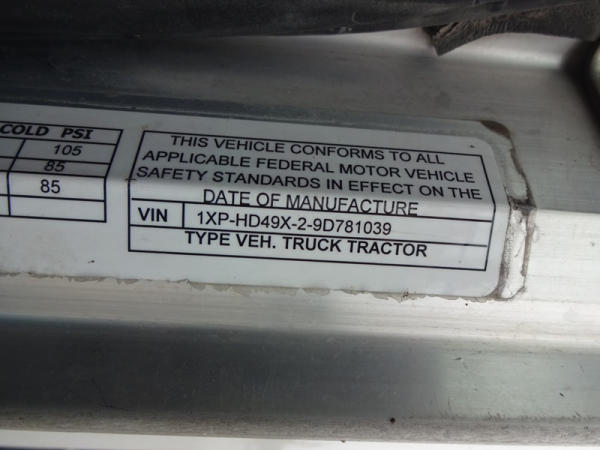 COLD PSI
105
85
85
THIS VEHICLE CONFORMS TO ALL
APPLICABLE FEDERAL MOTOR VEHICLE
SAFETY STANDARDS IN EFFECT ON THE
DATE OF MANUFACTURE
VIN 1XP-HD49X-2-9D781039
TYPE VEH. TRUCK TRACTOR